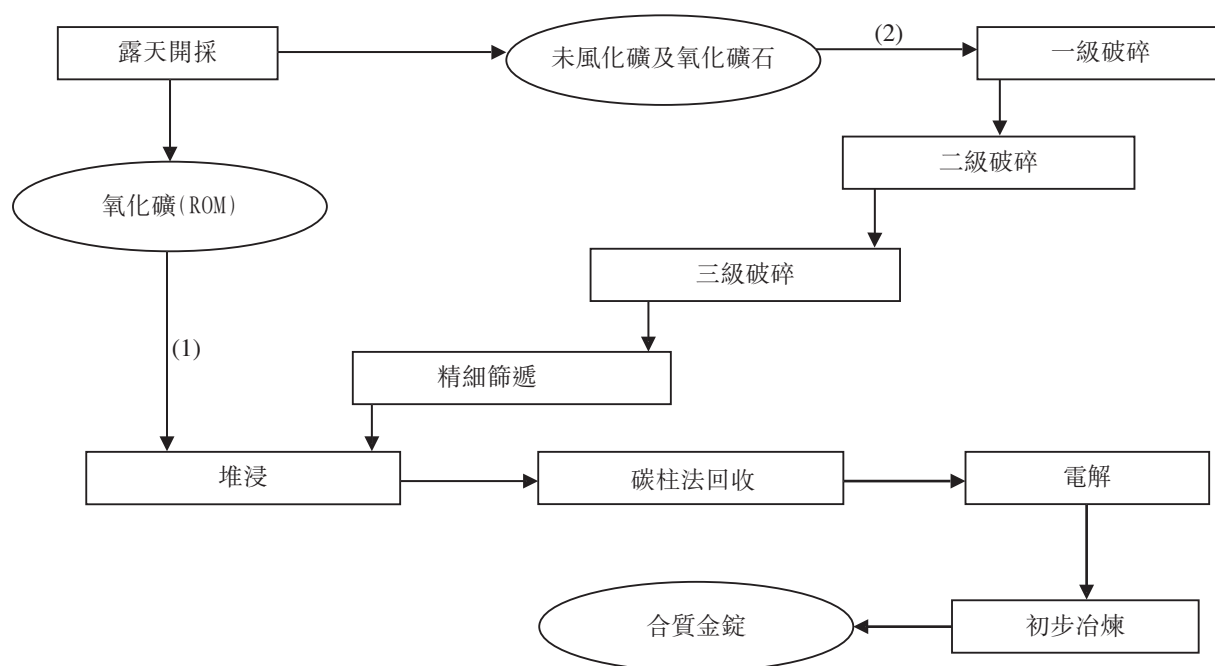 露天開採
未風化礦及氧化礦石
(2)
一級破碎
二級破碎
氧化礦(ROM)
三級破碎
(1)
精細篩遞
堆浸
碳柱法回收
電解
合質金錠
初步冶煉